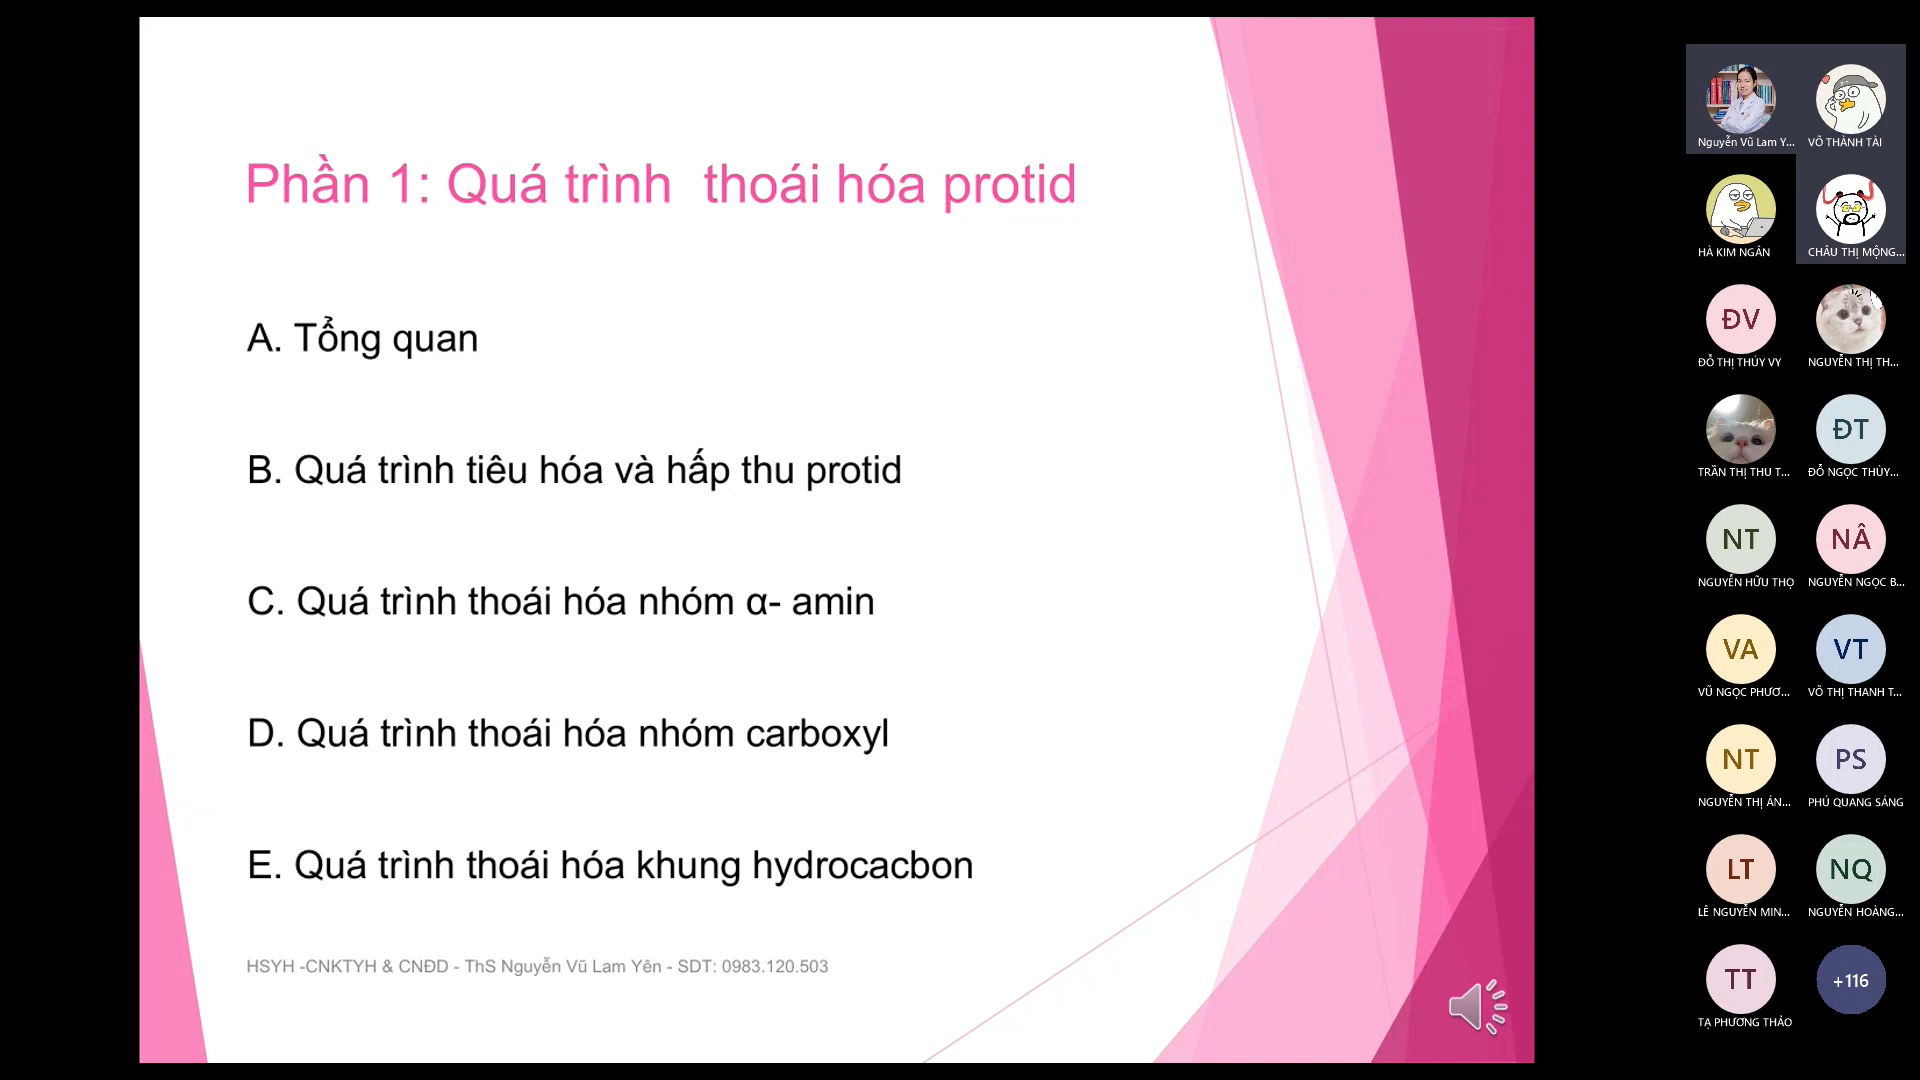 Phần 1: Quá trình thoái hóa protid
A. Tổng quan
B. Quá trình tiêu hóa và hấp thu protid
C. Quá trình thoái hóa nhóm α- amin
D. Quá trình thoái hóa nhóm carboxyl
E. Quá trình thoái hóa khung hydrocacbon
HSYH -CNKTYH & CNĐD - ThS Nguyễn Vũ Lam Yên - SDT: 0983.120.503
Nguyễn Vũ Lam Y...
VÕ THÀNH TÀI
HÀ KIM NGÂN
CHÂU THỊ MỘNG...
ĐV
ĐỖ THỊ THÚY VY
NGUYỄN THỊ TH...
TRẦN THỊ THU T...
ĐT
ĐỖ NGỌC THÙY...
NT
NGUYỄN HỮU THỌ
NÂ
NGUYỄN NGỌC B...
VA
VŨ NGỌC PHƯƠ...
VT
VÕ THỊ THANH T...
NT
NGUYỄN THỊ ÁN...
PS
PHÚ QUANG SÁNG
LT
LÊ NGUYỄN MIN...
NQ
NGUYỄN HOÀNG...
TT
TẠ PHƯƠNG THẢO
+116